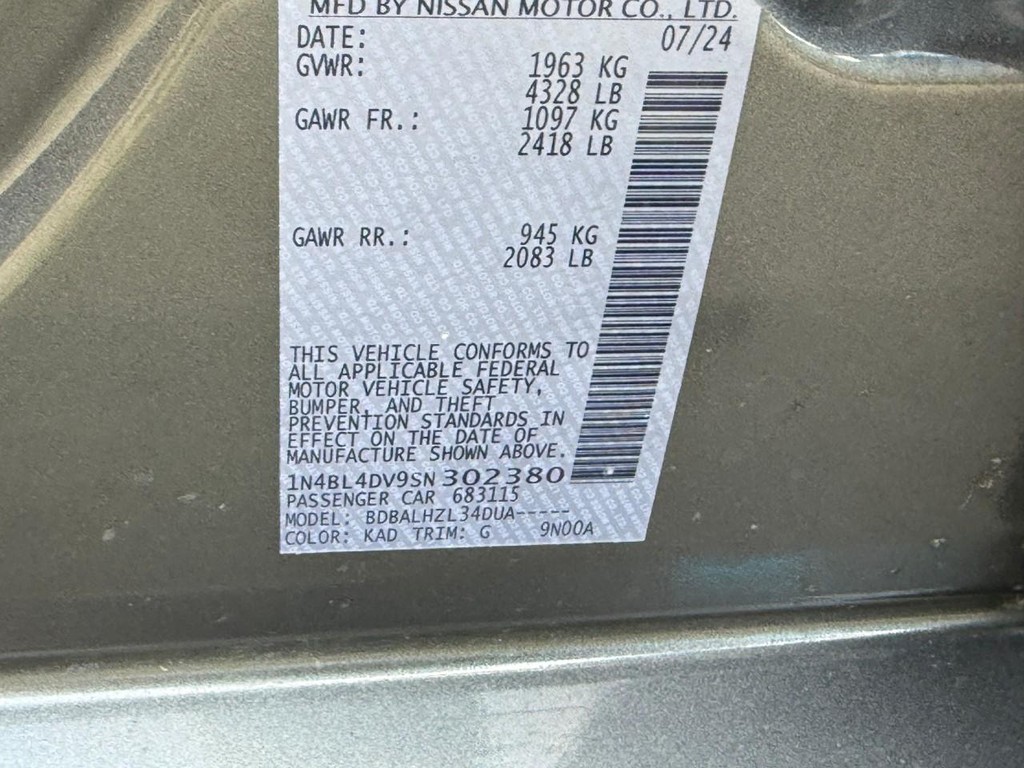 MFD BY NISSAN MOTOR CO., LTD.
DATE: 07/24
GVWR: 1963 KG
4328 LB
GAWR FR.: 1097 KG
2418 LB
GAWR RR.: 945 KG
2083 LB
THIS VEHICLE CONFORMS TO
ALL APPLICABLE FEDERAL
MOTOR VEHICLE SAFETY,
BUMPER, AND THEFT
PREVENTION STANDARDS IN
EFFECT ON THE DATE OF
MANUFACTURE SHOWN ABOVE.
1N4BL4DV9SN302380
PASSENGER CAR 683115
MODEL: BDBALHZL34DUA-----
COLOR: KAD TRIM: G 9N00A